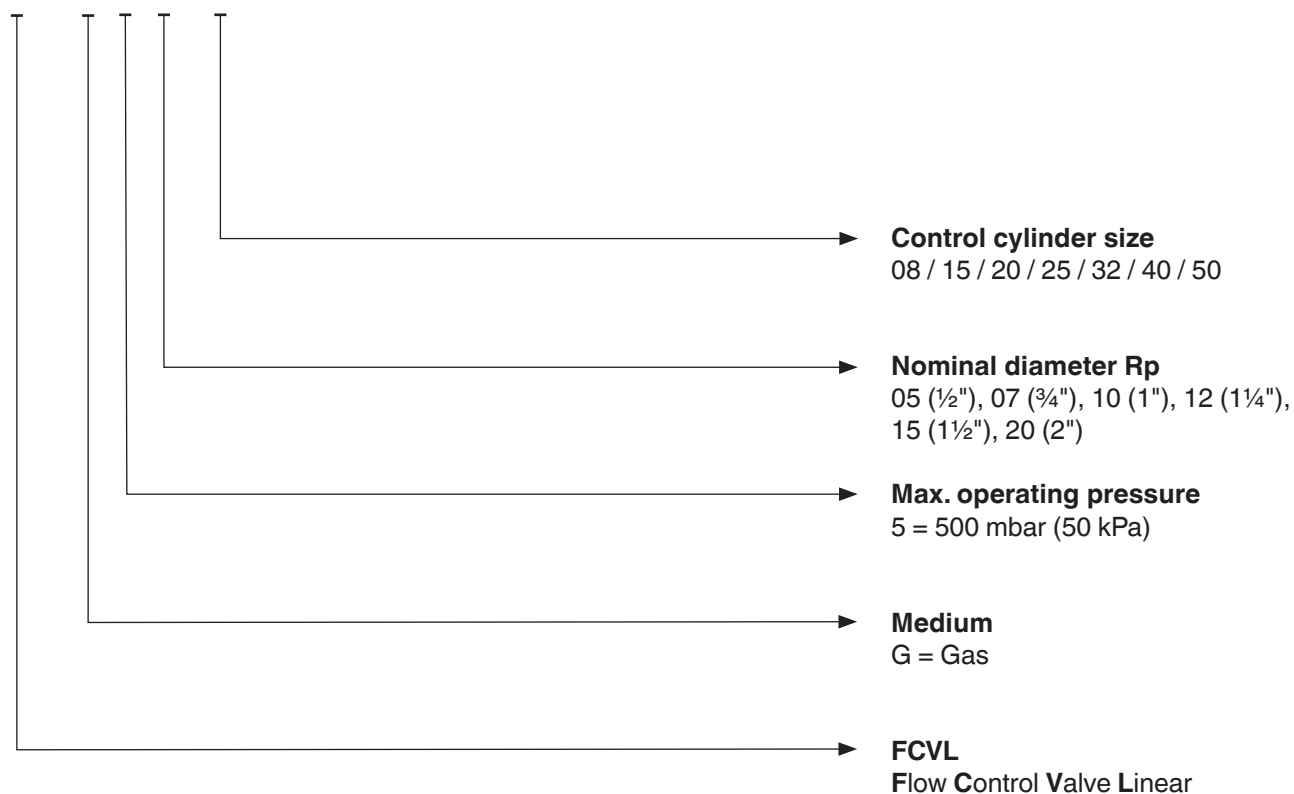 Control cylinder size
08 / 15 / 20 / 25 / 32 / 40 / 50
Nominal diameter Rp
05 (½"), 07 (¾"), 10 (1"), 12 (1¼"),
15 (1½"), 20 (2")
Max. operating pressure
5 = 500 mbar (50 kPa)
Medium
G = Gas
FCVL
Flow Control Valve Linear